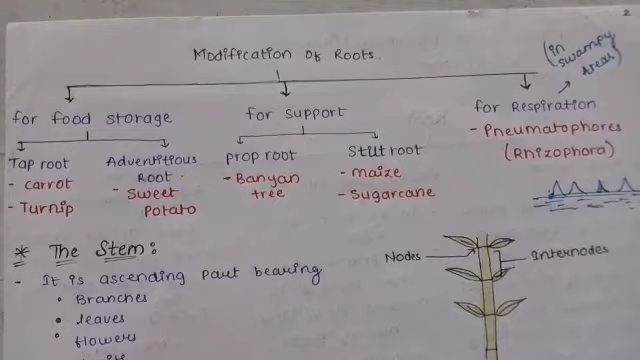 2
Modification Of Roots.
(in swampy areas)
for food storage
for support
for Respiration
- Pneumatophores
(Rhizophora)
Tap root
- carrot
- Turnip
Adventitious
Root
- Sweet
Potato
prop root
- Banyan
tree
Stilt root
- maize
- Sugarcane
* The Stem:
- It is ascending part bearing
• Branches
• leaves
• flowers
Nodes
Internodes